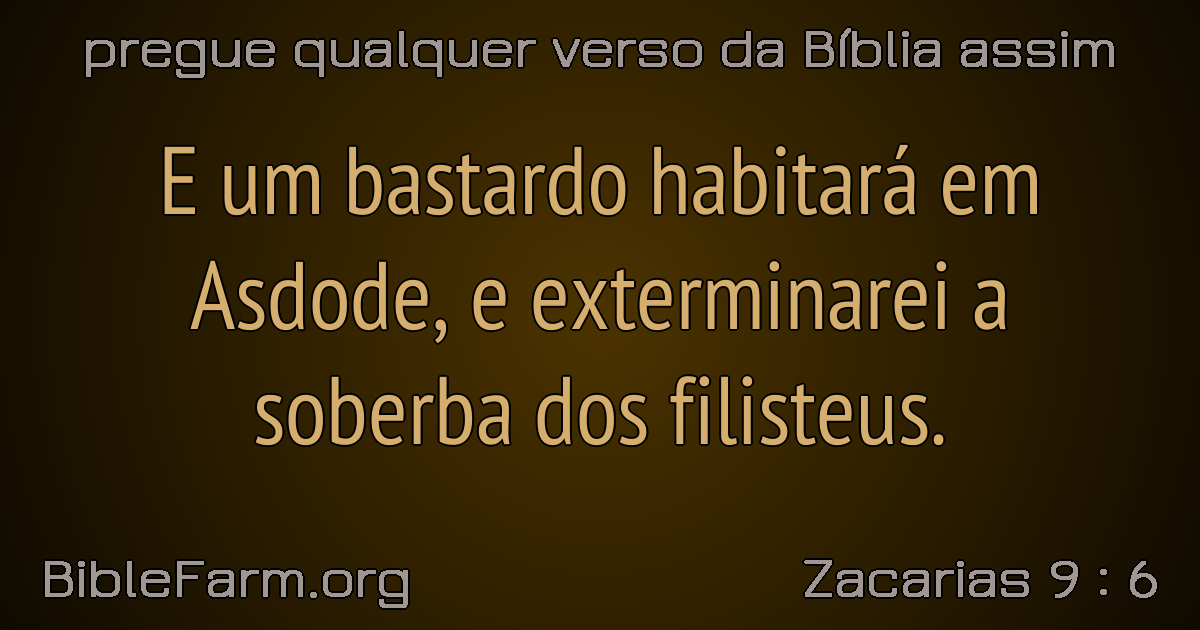 pregue qualquer verso da Bíblia assim
E um bastardo habitará em
Asdode, e exterminarei a
soberba dos filisteus.
BibleFarm.org
Zacarias 9 : 6